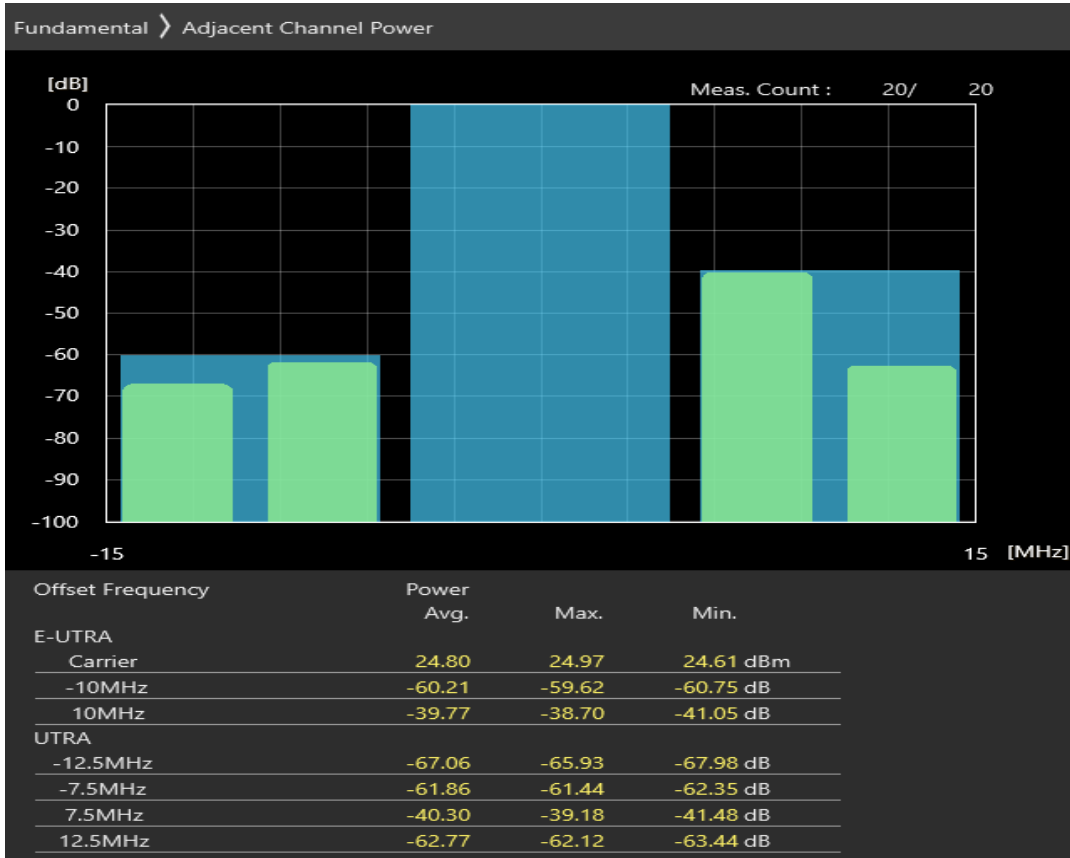 Fundamental ❯ Adjacent Channel Power
[dB]
Meas. Count : 20/ 20
0
-10
-20
-30
-40
-50
-60
-70
-80
-90
-100
-15 15 [MHz]
Offset Frequency Power
Avg. Max. Min.
E-UTRA
Carrier 24.80 24.97 24.61 dBm
-10MHz -60.21 -59.62 -60.75 dB
10MHz -39.77 -38.70 -41.05 dB
UTRA
-12.5MHz -67.06 -65.93 -67.98 dB
-7.5MHz -61.86 -61.44 -62.35 dB
7.5MHz -40.30 -39.18 -41.48 dB
12.5MHz -62.77 -62.12 -63.44 dB